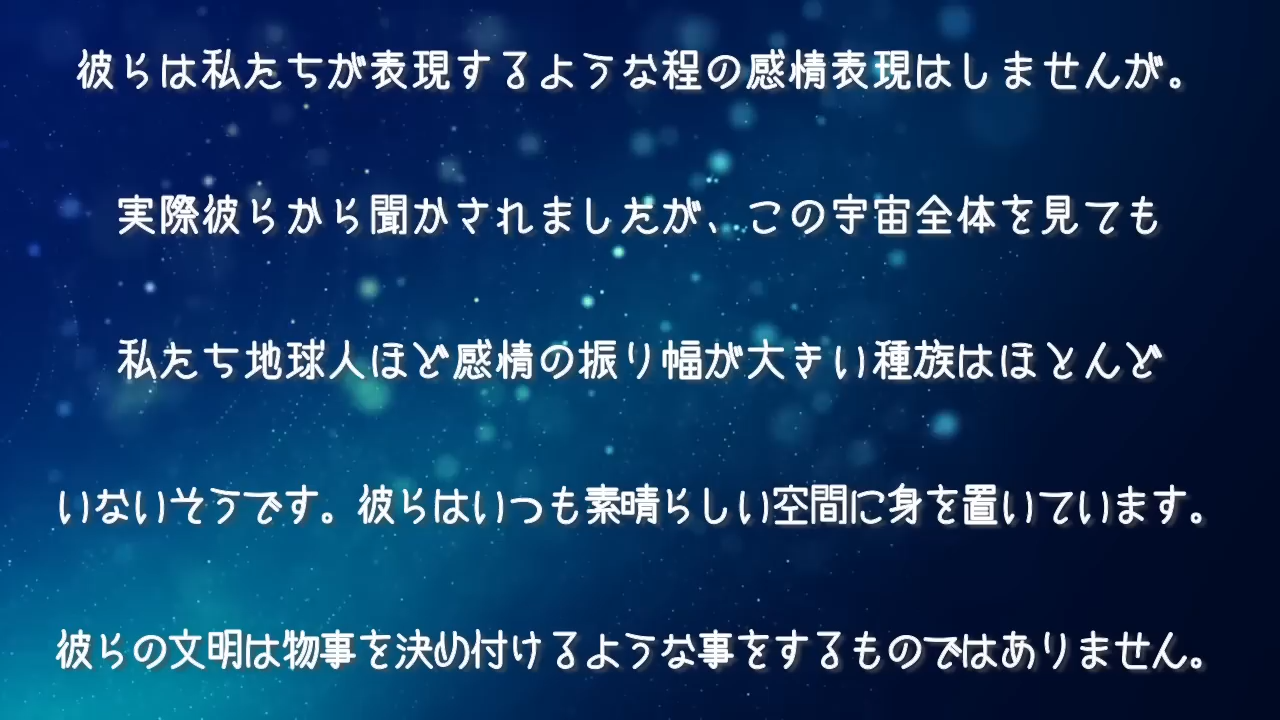 彼らは私たちが表現するような程の感情表現はしませんが。
実際彼らから聞かされましたが、この宇宙全体を見ても
私たち地球人ほど感情の振り幅が大きい種族はほとんど
いないそうです。彼らはいつも素晴らしい空間に身を置いています。
彼らの文明は物事を決め付けるような事をするものではありません。